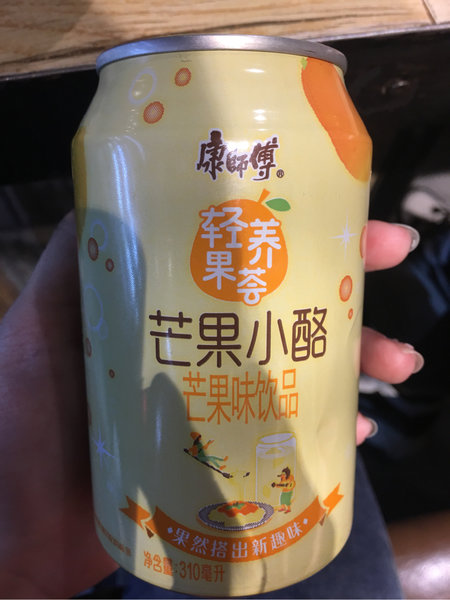 康師傅®
轻养
果荟
芒果小酪
芒果味饮品
果然搭出新趣味
净含量:310毫升